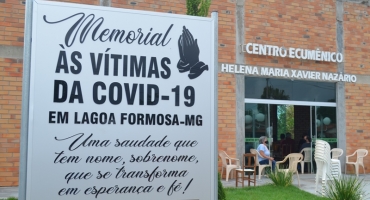 Memorial
ÀS VÍTIMAS
DA COVID-19
EM LAGOA FORMOSA-MG
Uma saudade que
tem nome, sobrenome,
que se transforma
em esperança e fé!
CENTRO ECUMÊNICO
HELENA MARIA XAVIER NAZÁRIO